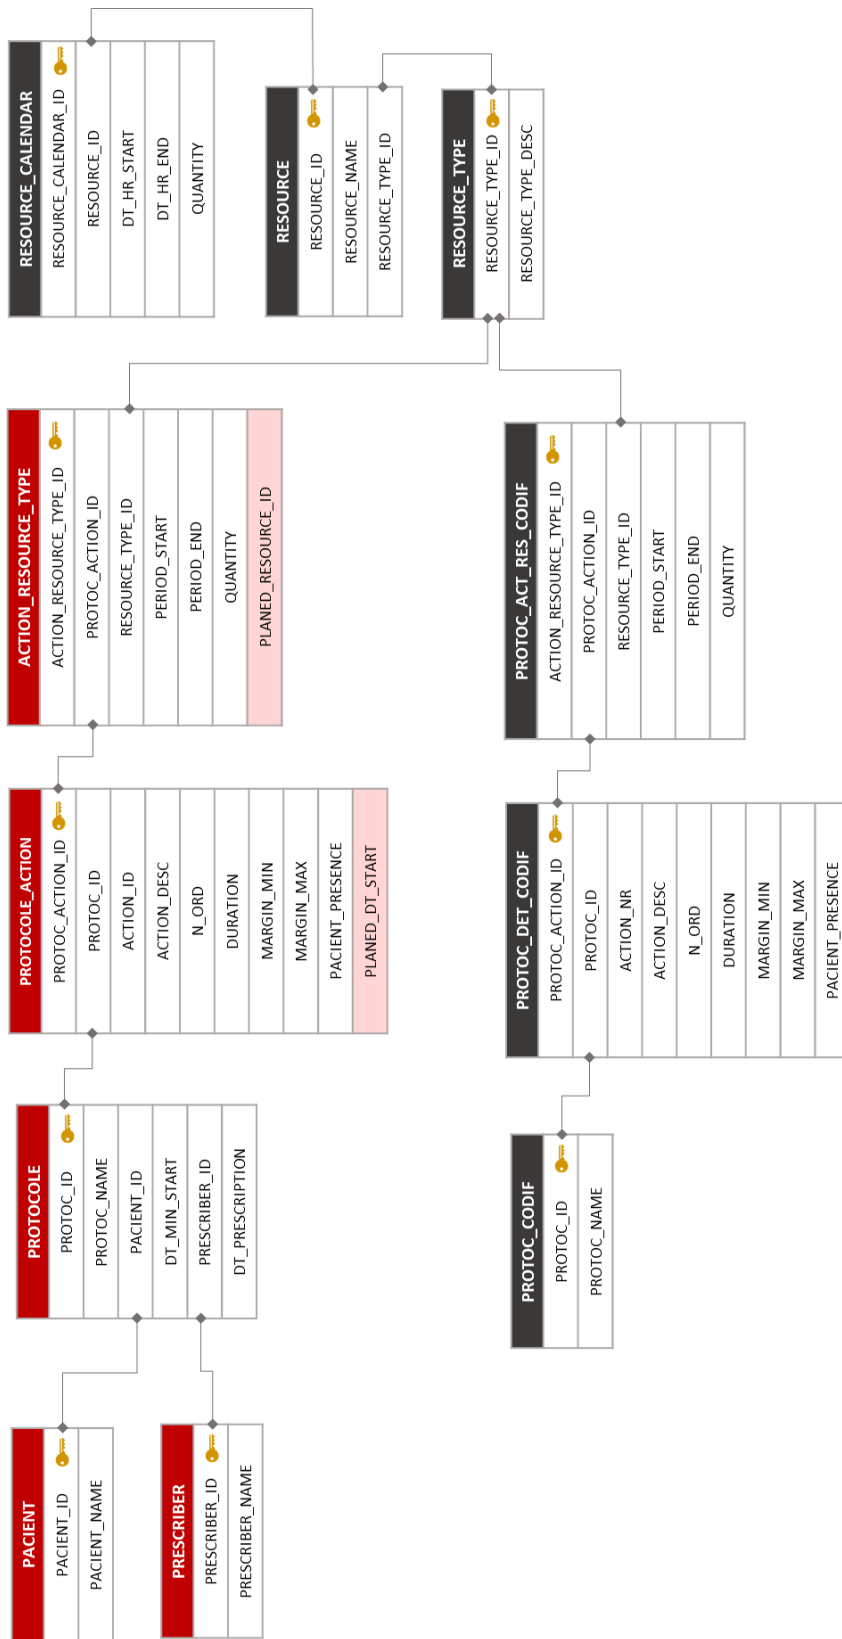 PACIENT
PACIENT_ID
PACIENT_NAME
PRESCRIBER
PRESCRIBER_ID
PRESCRIBER_NAME
PROTOCOLE
PROTOC_ID
PROTOC_NAME
PACIENT_ID
DT_MIN_START
PRESCRIBER_ID
DT_PRESCRIPTION
PROTOCOLE_ACTION
PROTOC_ACTION_ID
PROTOC_ID
ACTION_ID
ACTION_DESC
N_ORD
DURATION
MARGIN_MIN
MARGIN_MAX
PACIENT_PRESENCE
PLANED_DT_START
ACTION_RESOURCE_TYPE
ACTION_RESOURCE_TYPE_ID
PROTOC_ACTION_ID
RESOURCE_TYPE_ID
PERIOD_START
PERIOD_END
QUANTITY
PLANED_RESOURCE_ID
RESOURCE_CALENDAR
RESOURCE_CALENDAR_ID
RESOURCE_ID
DT_HR_START
DT_HR_END
QUANTITY
RESOURCE
RESOURCE_ID
RESOURCE_NAME
RESOURCE_TYPE_ID
RESOURCE_TYPE
RESOURCE_TYPE_ID
RESOURCE_TYPE_DESC
PROTOC_CODIF
PROTOC_ID
PROTOC_NAME
PROTOC_DET_CODIF
PROTOC_ACTION_ID
PROTOC_ID
ACTION_NR
ACTION_DESC
N_ORD
DURATION
MARGIN_MIN
MARGIN_MAX
PACIENT_PRESENCE
PROTOC_ACT_RES_CODIF
ACTION_RESOURCE_TYPE_ID
PROTOC_ACTION_ID
RESOURCE_TYPE_ID
PERIOD_START
PERIOD_END
QUANTITY